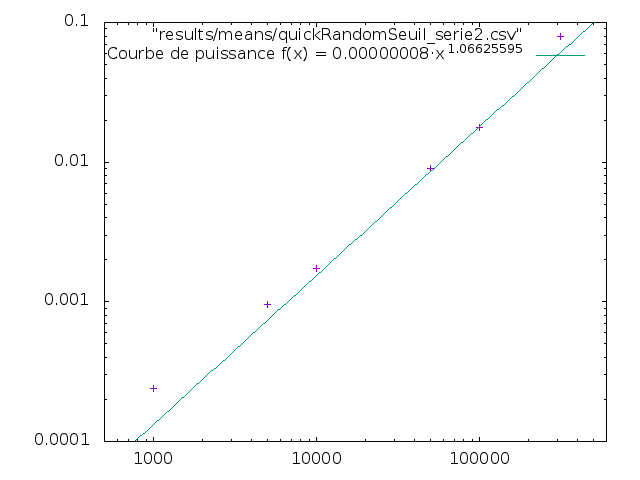 0.1
"results/means/quickRandomSeuil_serie2.csv"
Courbe de puissance f(x) = 0.00000008·x^1.06625595
0.01
0.001
0.0001
1000 10000 100000